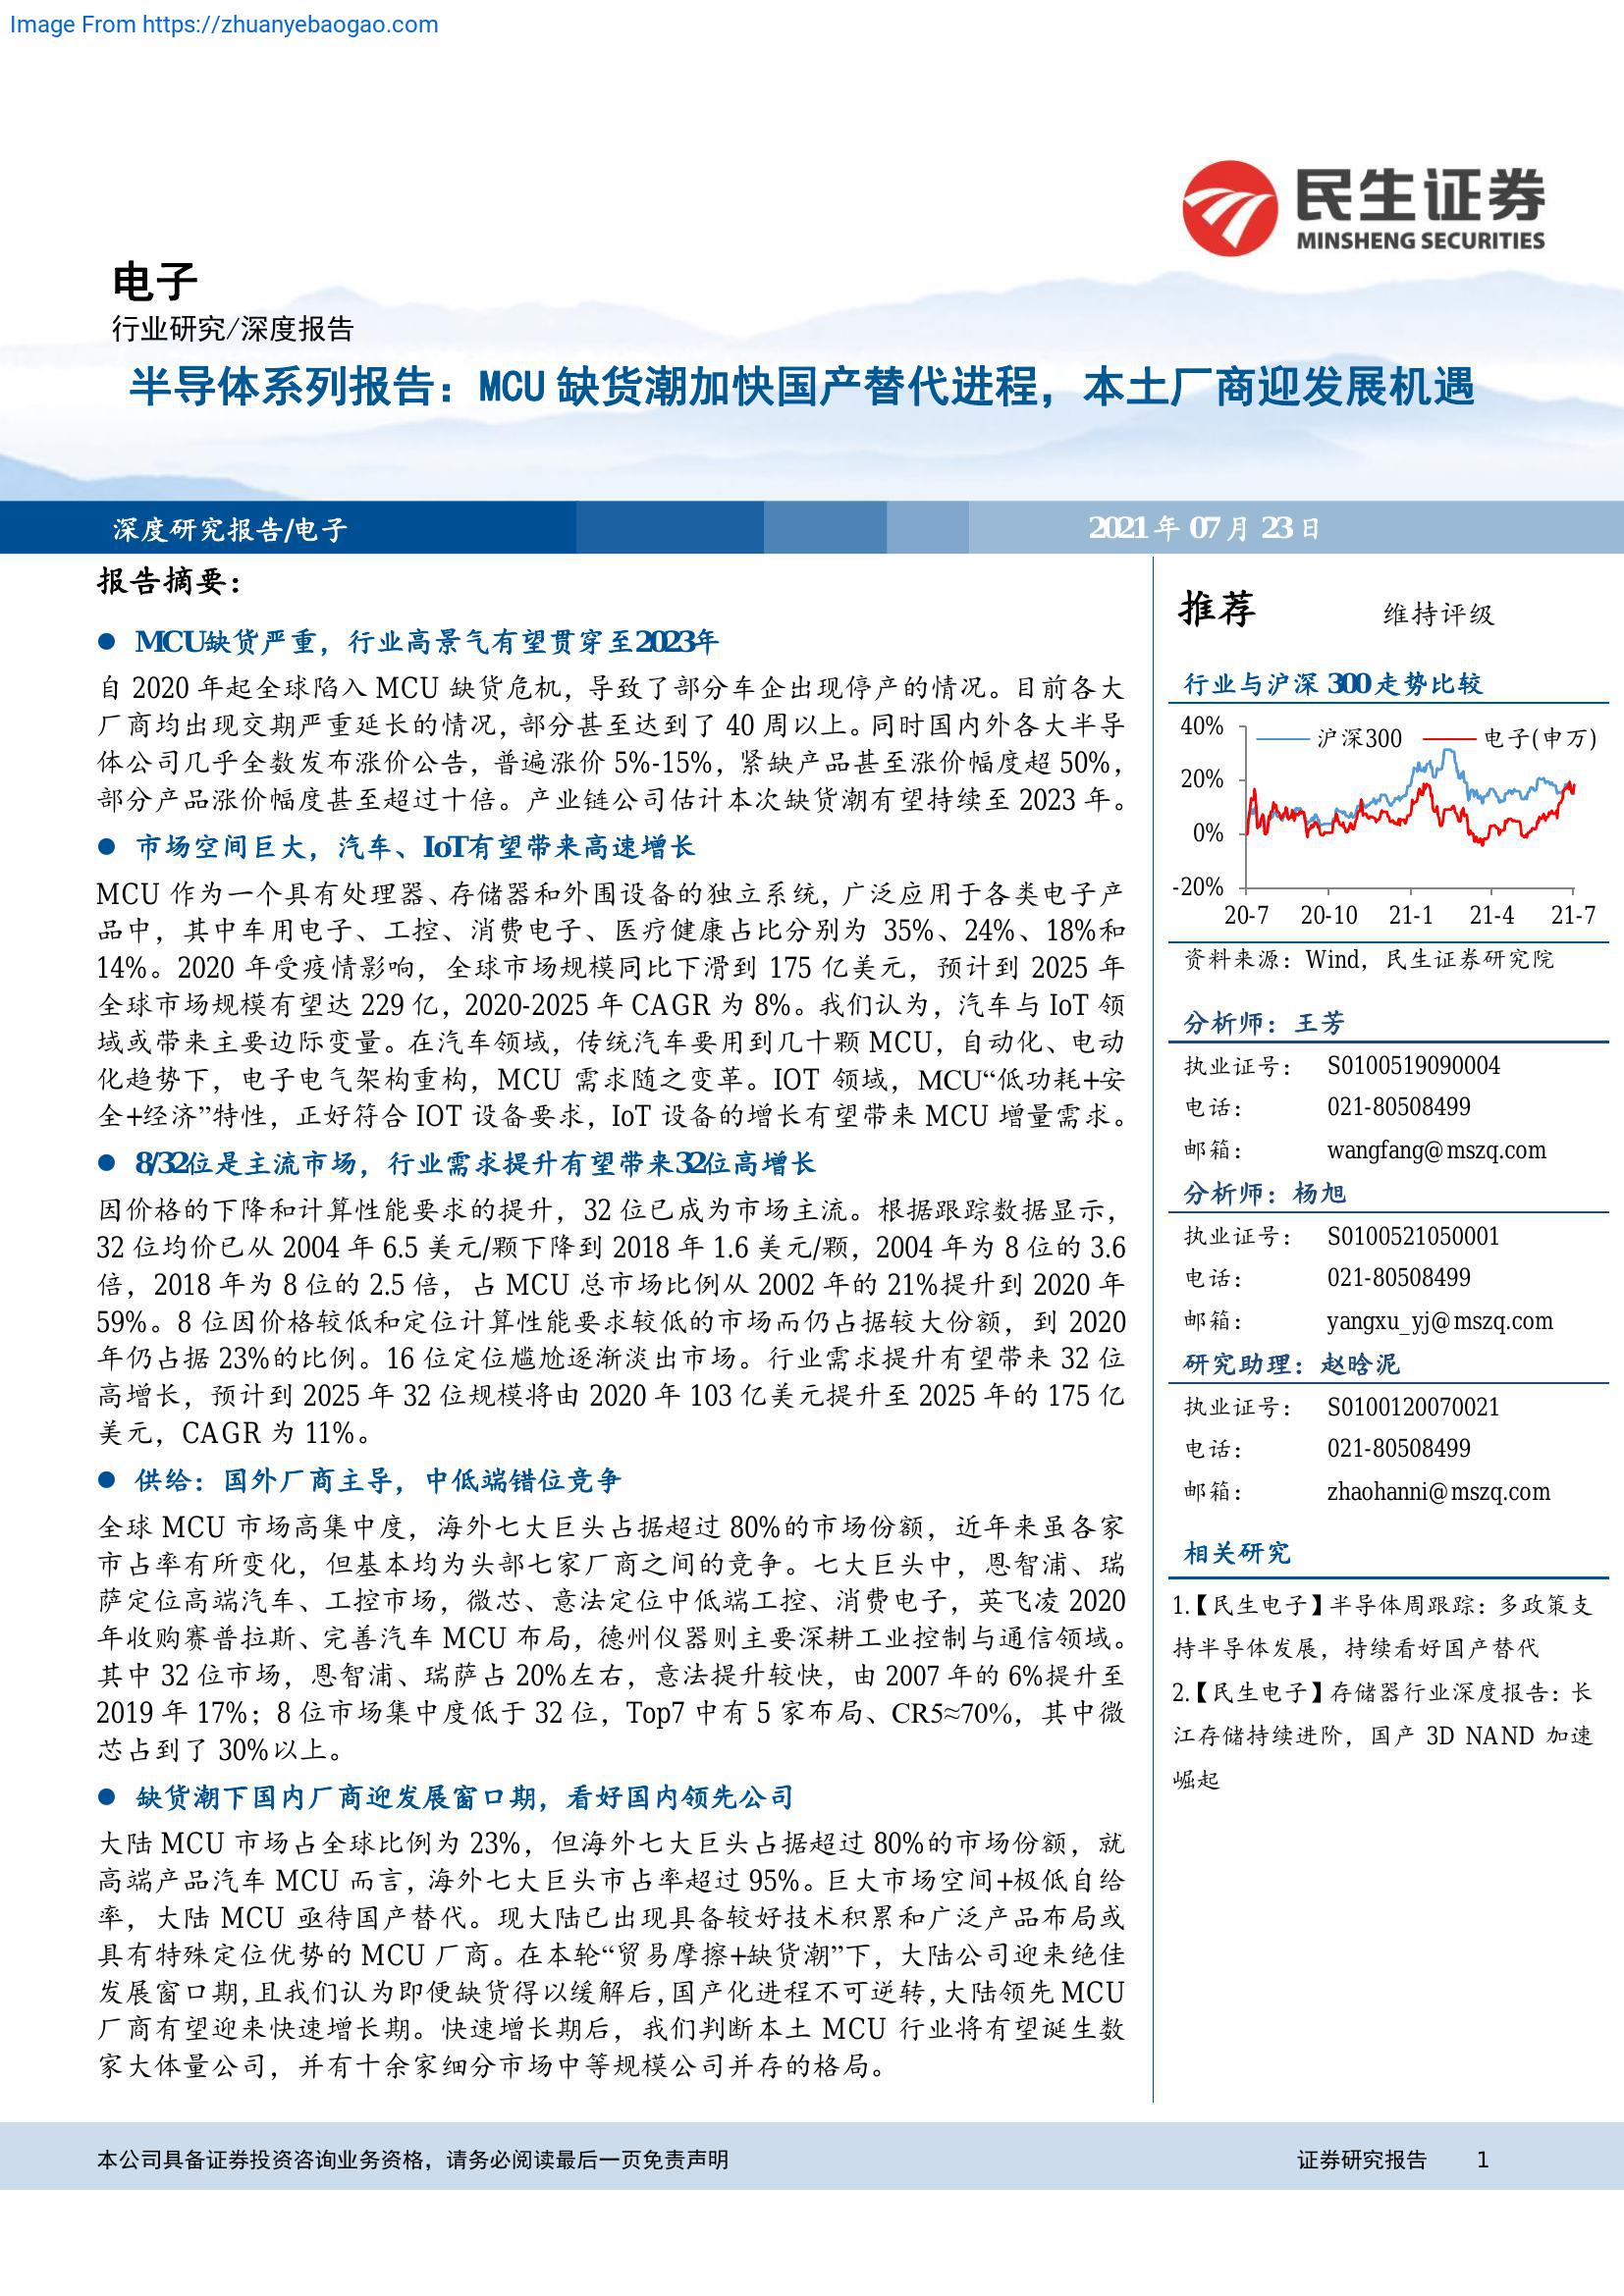 Image From https://zhuanyebaogao.com
民生证券
MINSHENG SECURITIES
电子
行业研究/深度报告
半导体系列报告：MCU 缺货潮加快国产替代进程，本土厂商迎发展机遇
深度研究报告/电子
2021 年 07 月 23 日
报告摘要：
● MCU缺货严重，行业高景气有望贯穿至2023年
自 2020 年起全球陷入 MCU 缺货危机，导致了部分车企出现停产的情况。目前各大
厂商均出现交期严重延长的情况，部分甚至达到了 40 周以上。同时国内外各大半导
体公司几乎全数发布涨价公告，普遍涨价 5%-15%，紧缺产品甚至涨价幅度超 50%，
部分产品涨价幅度甚至超过十倍。产业链公司估计本次缺货潮有望持续至 2023 年。
● 市场空间巨大，汽车、IoT有望带来高速增长
MCU 作为一个具有处理器、存储器和外围设备的独立系统，广泛应用于各类电子产
品中，其中车用电子、工控、消费电子、医疗健康占比分别为 35%、24%、18%和
14%。2020 年受疫情影响，全球市场规模同比下滑到 175 亿美元，预计到 2025 年
全球市场规模有望达 229 亿，2020-2025 年 CAGR 为 8%。我们认为，汽车与 IoT 领
域或带来主要边际变量。在汽车领域，传统汽车要用到几十颗 MCU，自动化、电动
化趋势下，电子电气架构重构，MCU 需求随之变革。IOT 领域，MCU“低功耗+安
全+经济”特性，正好符合 IOT 设备要求，IoT 设备的增长有望带来 MCU 增量需求。
● 8/32位是主流市场，行业需求提升有望带来32位高增长
因价格的下降和计算性能要求的提升，32 位已成为市场主流。根据跟踪数据显示，
32 位均价已从 2004 年 6.5 美元/颗下降到 2018 年 1.6 美元/颗，2004 年为 8 位的 3.6
倍，2018 年为 8 位的 2.5 倍，占 MCU 总市场比例从 2002 年的 21%提升到 2020 年
59%。8 位因价格较低和定位计算性能要求较低的市场而仍占据较大份额，到 2020
年仍占据 23%的比例。16 位定位尴尬逐渐淡出市场。行业需求提升有望带来 32 位
高增长，预计到 2025 年 32 位规模将由 2020 年 103 亿美元提升至 2025 年的 175 亿
美元，CAGR 为 11%。
● 供给：国外厂商主导，中低端错位竞争
全球 MCU 市场高集中度，海外七大巨头占据超过 80%的市场份额，近年来虽各家
市占率有所变化，但基本均为头部七家厂商之间的竞争。七大巨头中，恩智浦、瑞
萨定位高端汽车、工控市场，微芯、意法定位中低端工控、消费电子，英飞凌 2020
年收购赛普拉斯、完善汽车 MCU 布局，德州仪器则主要深耕工业控制与通信领域。
其中 32 位市场，恩智浦、瑞萨占 20%左右，意法提升较快，由 2007 年的 6%提升至
2019 年 17%；8 位市场集中度低于 32 位，Top7 中有 5 家布局、CR5≈70%，其中微
芯占到了 30%以上。
● 缺货潮下国内厂商迎发展窗口期，看好国内领先公司
大陆 MCU 市场占全球比例为 23%，但海外七大巨头占据超过 80%的市场份额，就
高端产品汽车 MCU 而言，海外七大巨头市占率超过 95%。巨大市场空间+极低自给
率，大陆 MCU 亟待国产替代。现大陆已出现具备较好技术积累和广泛产品布局或
具有特殊定位优势的 MCU 厂商。在本轮“贸易摩擦+缺货潮”下，大陆公司迎来绝佳
发展窗口期，且我们认为即便缺货得以缓解后，国产化进程不可逆转，大陆领先 MCU
厂商有望迎来快速增长期。快速增长期后，我们判断本土 MCU 行业将有望诞生数
家大体量公司，并有十余家细分市场中等规模公司并存的格局。
推荐 维持评级
行业与沪深 300 走势比较
沪深300 电子(申万)
40%
20%
0%
-20%
20-7 20-10 21-1 21-4 21-7
资料来源：Wind，民生证券研究院
分析师：王芳
执业证号： S0100519090004
电话： 021-80508499
邮箱： wangfang@mszq.com
分析师：杨旭
执业证号： S0100521050001
电话： 021-80508499
邮箱： yangxu_yj@mszq.com
研究助理：赵晗泥
执业证号： S0100120070021
电话： 021-80508499
邮箱： zhaohanni@mszq.com
相关研究
1.【民生电子】半导体周跟踪：多政策支
持半导体发展，持续看好国产替代
2.【民生电子】存储器行业深度报告：长
江存储持续进阶，国产 3D NAND 加速
崛起
本公司具备证券投资咨询业务资格，请务必阅读最后一页免责声明
证券研究报告 1